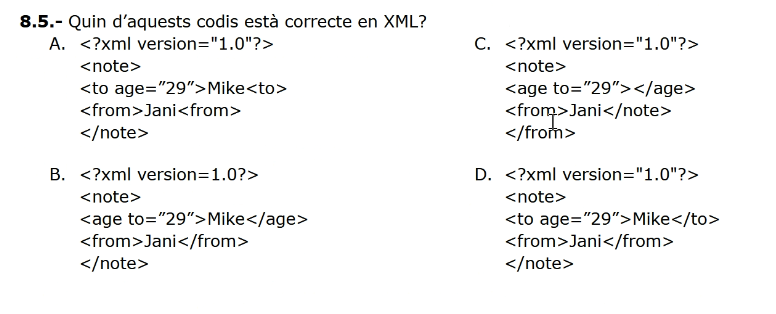 8.5.- Quin d’aquests codis està correcte en XML?
A. <?xml version="1.0"?>
<note>
<to age=”29”>Mike<to>
<from>Jani<from>
</note>
B. <?xml version=1.0?>
<note>
<age to=”29”>Mike</age>
<from>Jani</from>
</note>
C. <?xml version="1.0"?>
<note>
<age to=”29”></age>
<from>Jani</note>
</from>
D. <?xml version="1.0"?>
<note>
<to age=”29”>Mike</to>
<from>Jani</from>
</note>